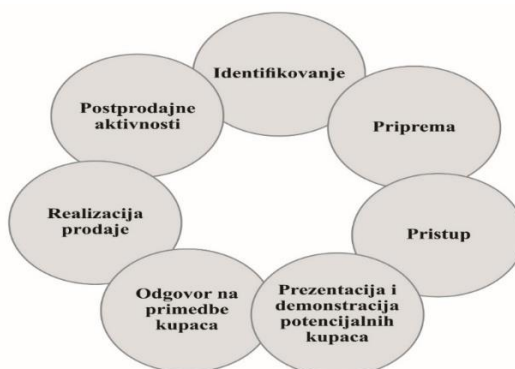 Identifikovanje
Priprema
Pristup
Prezentacija i
demonstracija
potencijalnih
kupaca
Odgovor na
primedbe
kupaca
Realizacija
prodaje
Postprodajne
aktivnosti